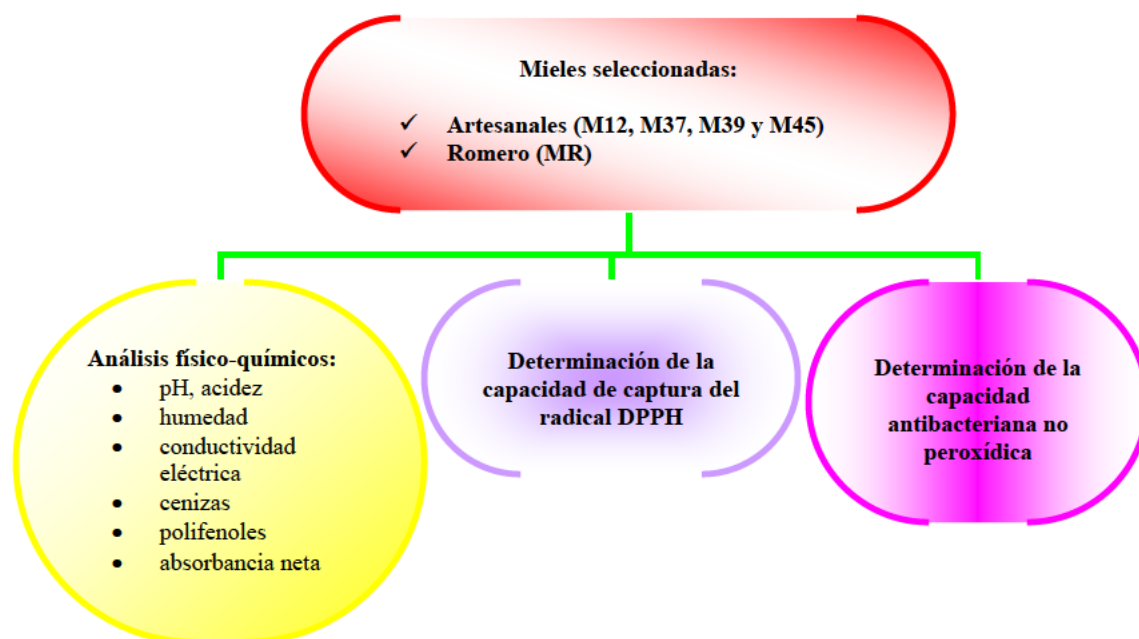 Mieles seleccionadas:
✓ Artesanales (M12, M37, M39 y M45)
✓ Romero (MR)
Análisis físico-químicos:
• pH, acidez
• humedad
• conductividad
eléctrica
• cenizas
• polifenoles
• absorbancia neta
Determinación de la
capacidad de captura del
radical DPPH
Determinación de la
capacidad
antibacteriana no
peroxídica